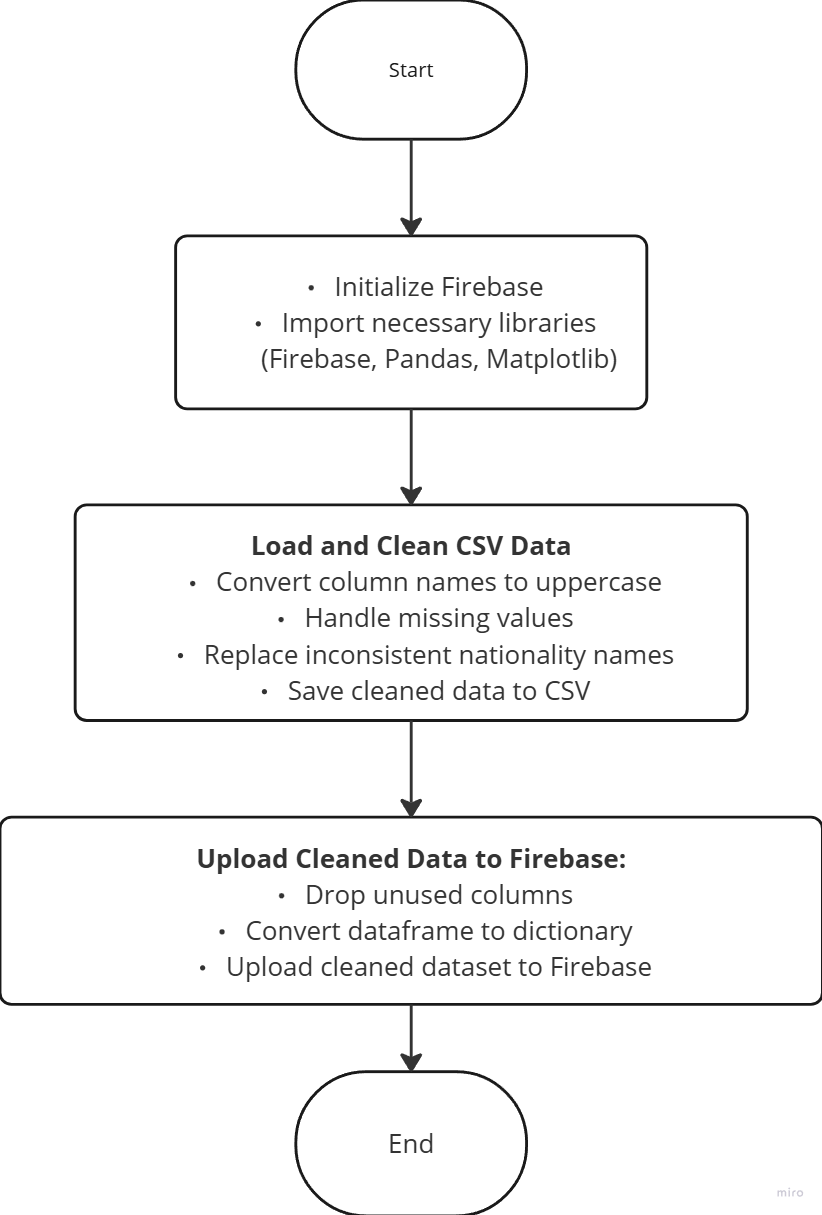 Start
• Initialize Firebase
• Import necessary libraries
(Firebase, Pandas, Matplotlib)
Load and Clean CSV Data
• Convert column names to uppercase
• Handle missing values
• Replace inconsistent nationality names
• Save cleaned data to CSV
Upload Cleaned Data to Firebase:
• Drop unused columns
• Convert dataframe to dictionary
• Upload cleaned dataset to Firebase
End
miro